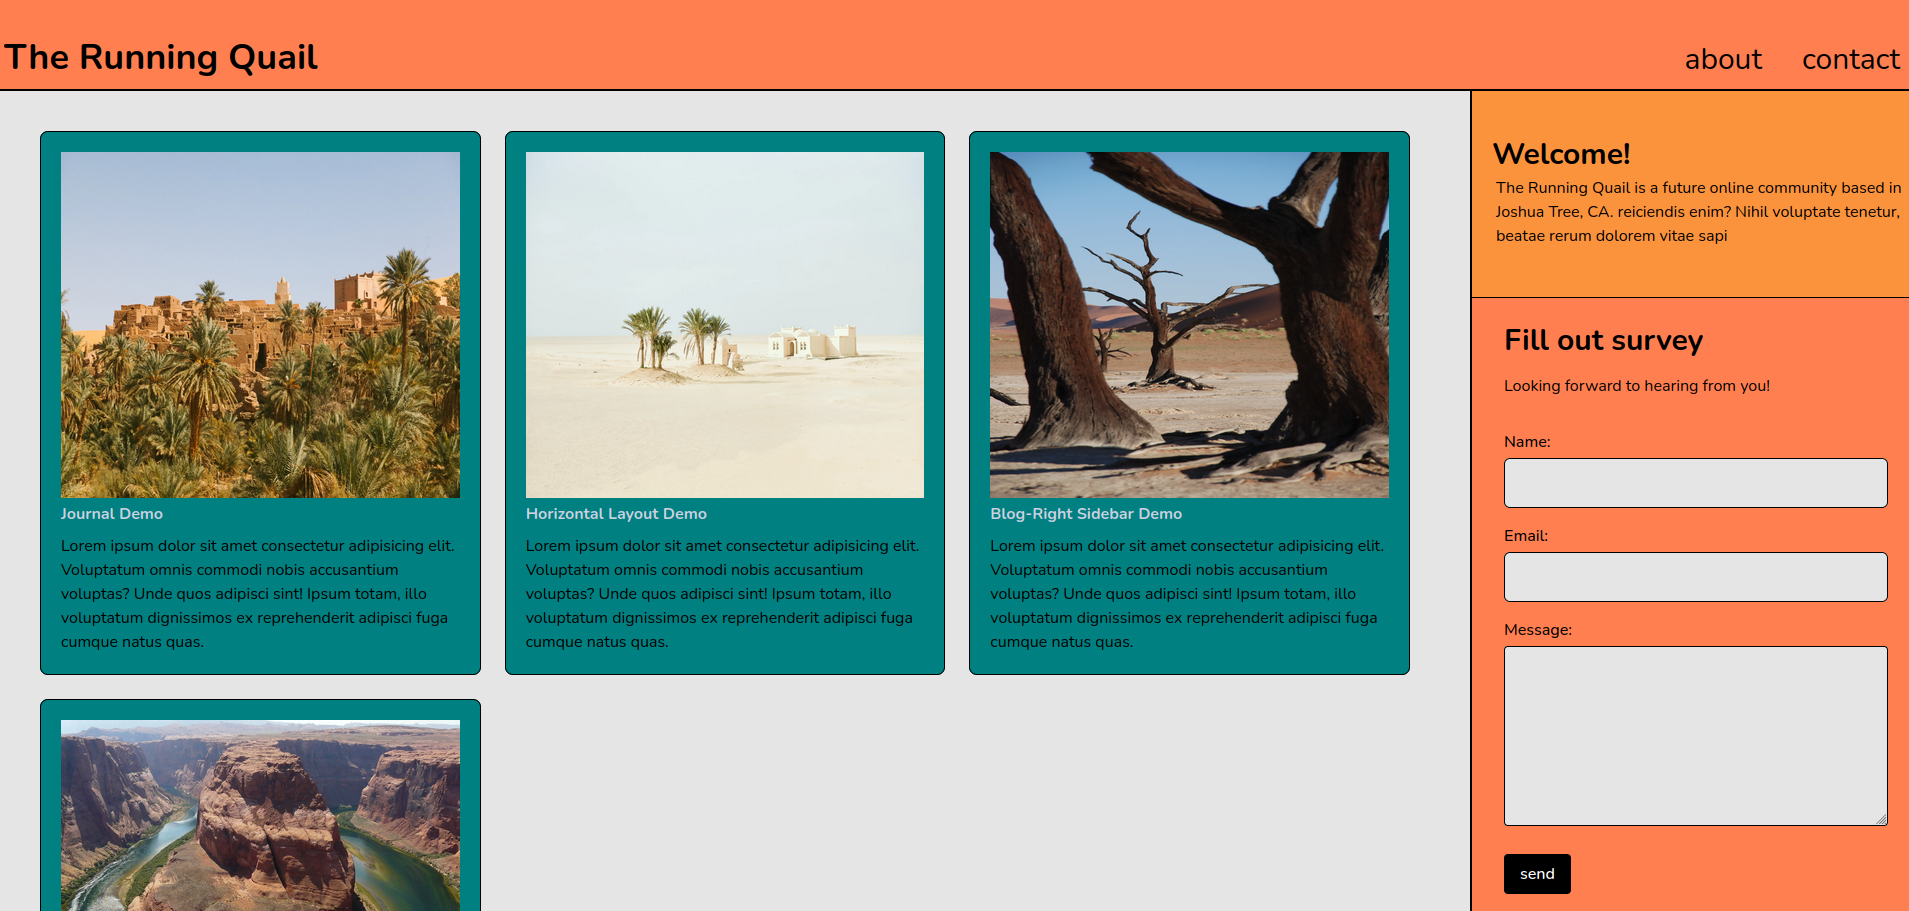 The Running Quail
about
contact
Journal Demo
Lorem ipsum dolor sit amet consectetur adipisicing elit.
Voluptatum omnis commodi nobis accusantium
voluptas? Unde quos adipisci sint! Ipsum totam, illo
voluptatum dignissimos ex reprehenderit adipisci fuga
cumque natus quas.
Horizontal Layout Demo
Lorem ipsum dolor sit amet consectetur adipisicing elit.
Voluptatum omnis commodi nobis accusantium
voluptas? Unde quos adipisci sint! Ipsum totam, illo
voluptatum dignissimos ex reprehenderit adipisci fuga
cumque natus quas.
Blog-Right Sidebar Demo
Lorem ipsum dolor sit amet consectetur adipisicing elit.
Voluptatum omnis commodi nobis accusantium
voluptas? Unde quos adipisci sint! Ipsum totam, illo
voluptatum dignissimos ex reprehenderit adipisci fuga
cumque natus quas.
Welcome!
The Running Quail is a future online community based in
Joshua Tree, CA. reiciendis enim? Nihil voluptate tenetur,
beatae rerum dolorem vitae sapi
Fill out survey
Looking forward to hearing from you!
Name:
Email:
Message:
send